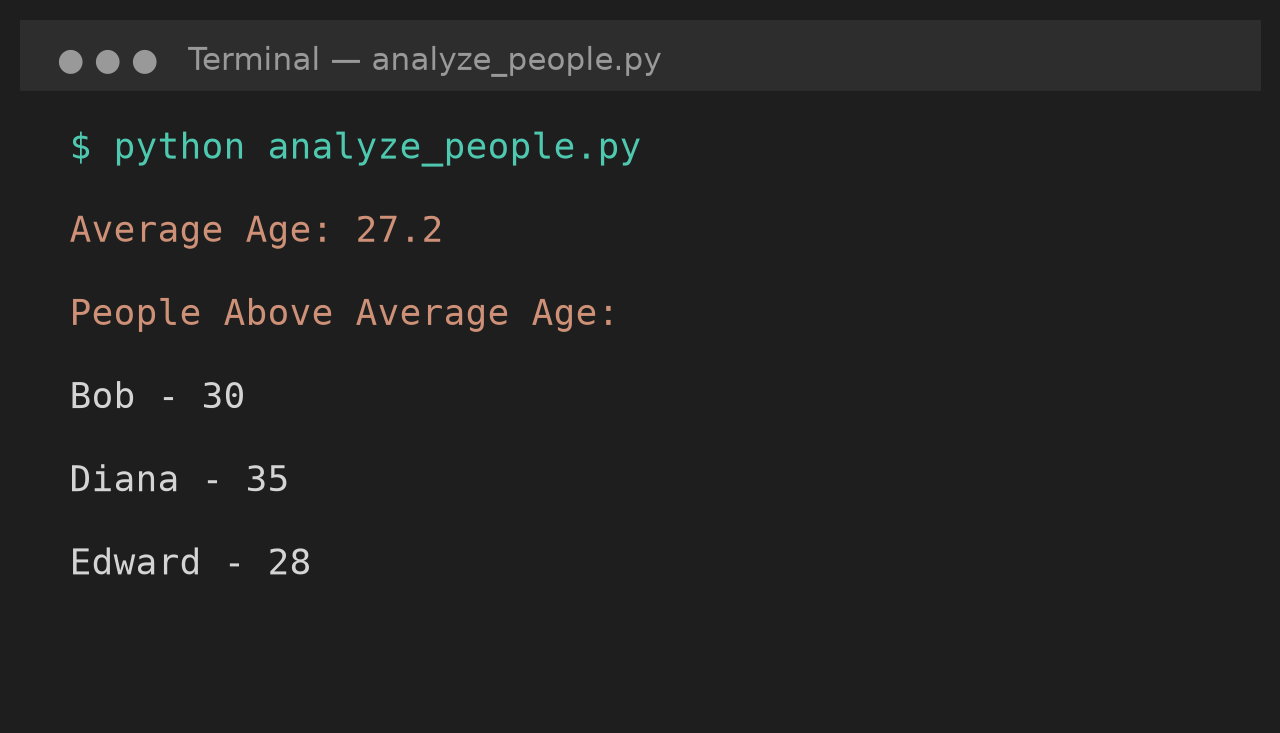 Terminal — analyze_people.py
$ python analyze_people.py
Average Age: 27.2
People Above Average Age:
Bob - 30
Diana - 35
Edward - 28